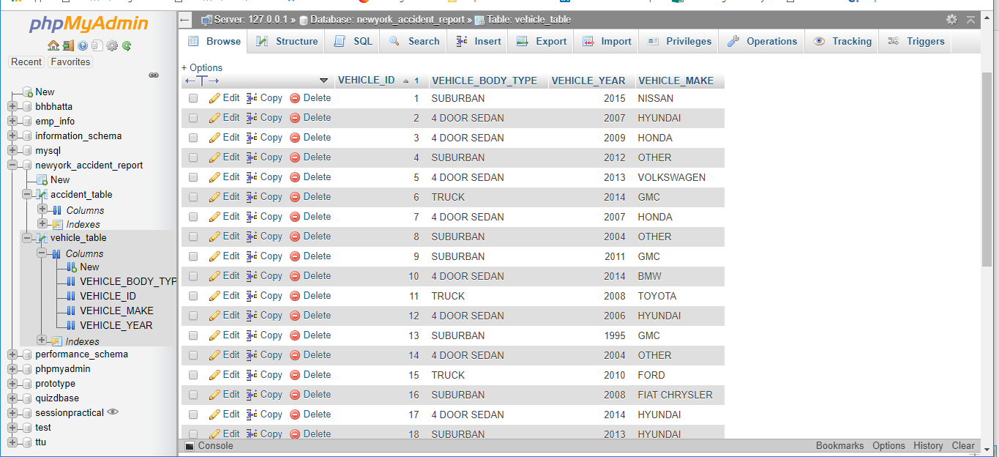 phpMyAdmin
Recent Favorites
New
bhbhatta
emp_info
information_schema
mysql
newyork_accident_report
New
accident_table
Columns
Indexes
vehicle_table
Columns
New
VEHICLE_BODY_TYP
VEHICLE_ID
VEHICLE_MAKE
VEHICLE_YEAR
Indexes
performance_schema
phpmyadmin
prototype
quizdbase
sessionpractical
test
ttu
Server: 127.0.0.1 » Database: newyork_accident_report » Table: vehicle_table
Browse Structure SQL Search Insert Export Import Privileges Operations Tracking Triggers
+ Options
←T→ VEHICLE_ID 1 VEHICLE_BODY_TYPE VEHICLE_YEAR VEHICLE_MAKE
Edit Copy Delete 1 SUBURBAN 2015 NISSAN
Edit Copy Delete 2 4 DOOR SEDAN 2007 HYUNDAI
Edit Copy Delete 3 4 DOOR SEDAN 2009 HONDA
Edit Copy Delete 4 SUBURBAN 2012 OTHER
Edit Copy Delete 5 4 DOOR SEDAN 2013 VOLKSWAGEN
Edit Copy Delete 6 TRUCK 2014 GMC
Edit Copy Delete 7 4 DOOR SEDAN 2007 HONDA
Edit Copy Delete 8 SUBURBAN 2004 OTHER
Edit Copy Delete 9 SUBURBAN 2011 GMC
Edit Copy Delete 10 4 DOOR SEDAN 2014 BMW
Edit Copy Delete 11 TRUCK 2008 TOYOTA
Edit Copy Delete 12 4 DOOR SEDAN 2006 HYUNDAI
Edit Copy Delete 13 SUBURBAN 1995 GMC
Edit Copy Delete 14 4 DOOR SEDAN 2004 OTHER
Edit Copy Delete 15 TRUCK 2010 FORD
Edit Copy Delete 16 SUBURBAN 2008 FIAT CHRYSLER
Edit Copy Delete 17 4 DOOR SEDAN 2014 HYUNDAI
Edit Copy Delete 18 SUBURBAN 2013 HYUNDAI
Console Bookmarks Options History Clear